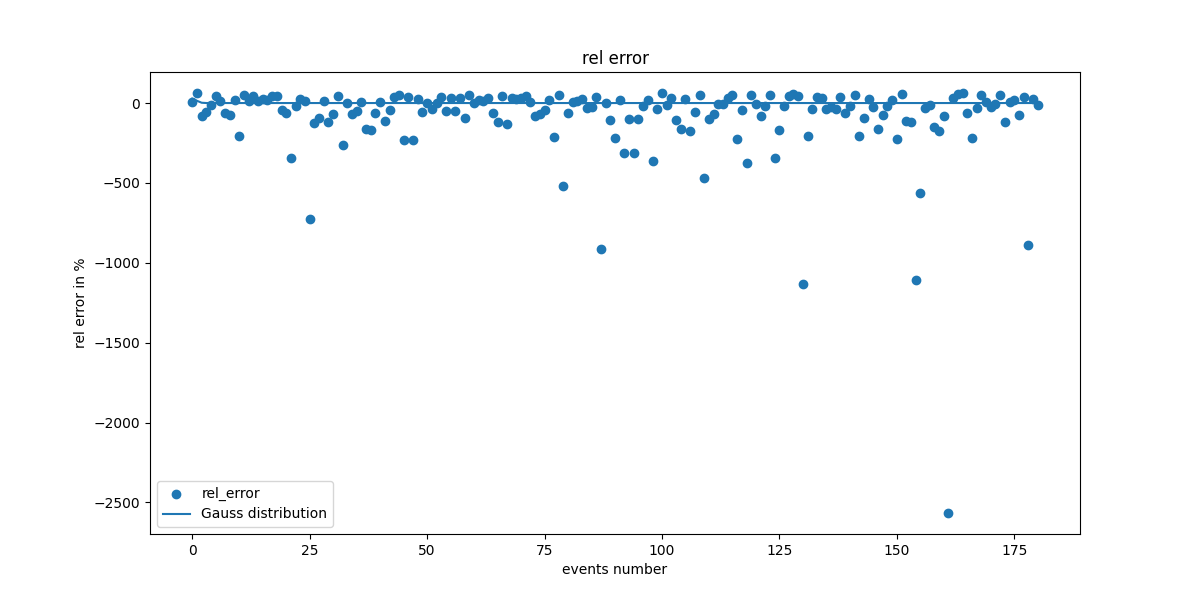 rel error
0
−500
−1000
−1500
−2000
−2500
rel error in %
rel_error
Gauss distribution
0 25 50 75 100 125 150 175
events number